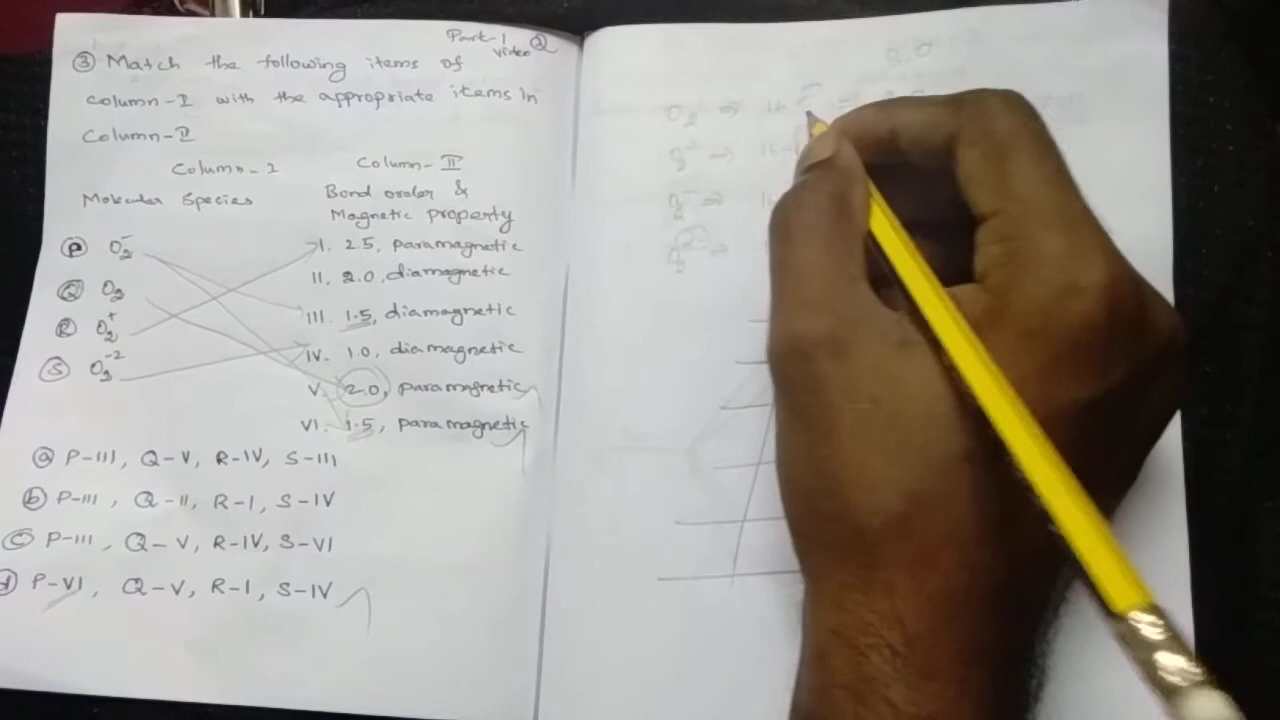 Part-1
video ②
③ Match the following items of
column-I with the appropriate items in
Column-II
Column-I Column-II
Molecular Species Bond order &
Magnetic property
Ⓟ O₂⁻ I. 2.5, paramagnetic
Ⓠ O₂ II. 2.0, diamagnetic
Ⓡ O₂⁺ III. 1.5, diamagnetic
Ⓢ O₂⁻² IV. 1.0, diamagnetic
V. 2.0, paramagnetic
VI. 1.5, paramagnetic
ⓐ P-III, Q-V, R-IV, S-III
ⓑ P-III, Q-II, R-I, S-IV
ⓒ P-III, Q-V, R-IV, S-VI
ⓓ P-VI, Q-V, R-I, S-IV
B.O
O₂ ⇒
O₂⁺ ⇒
O₂⁻ ⇒